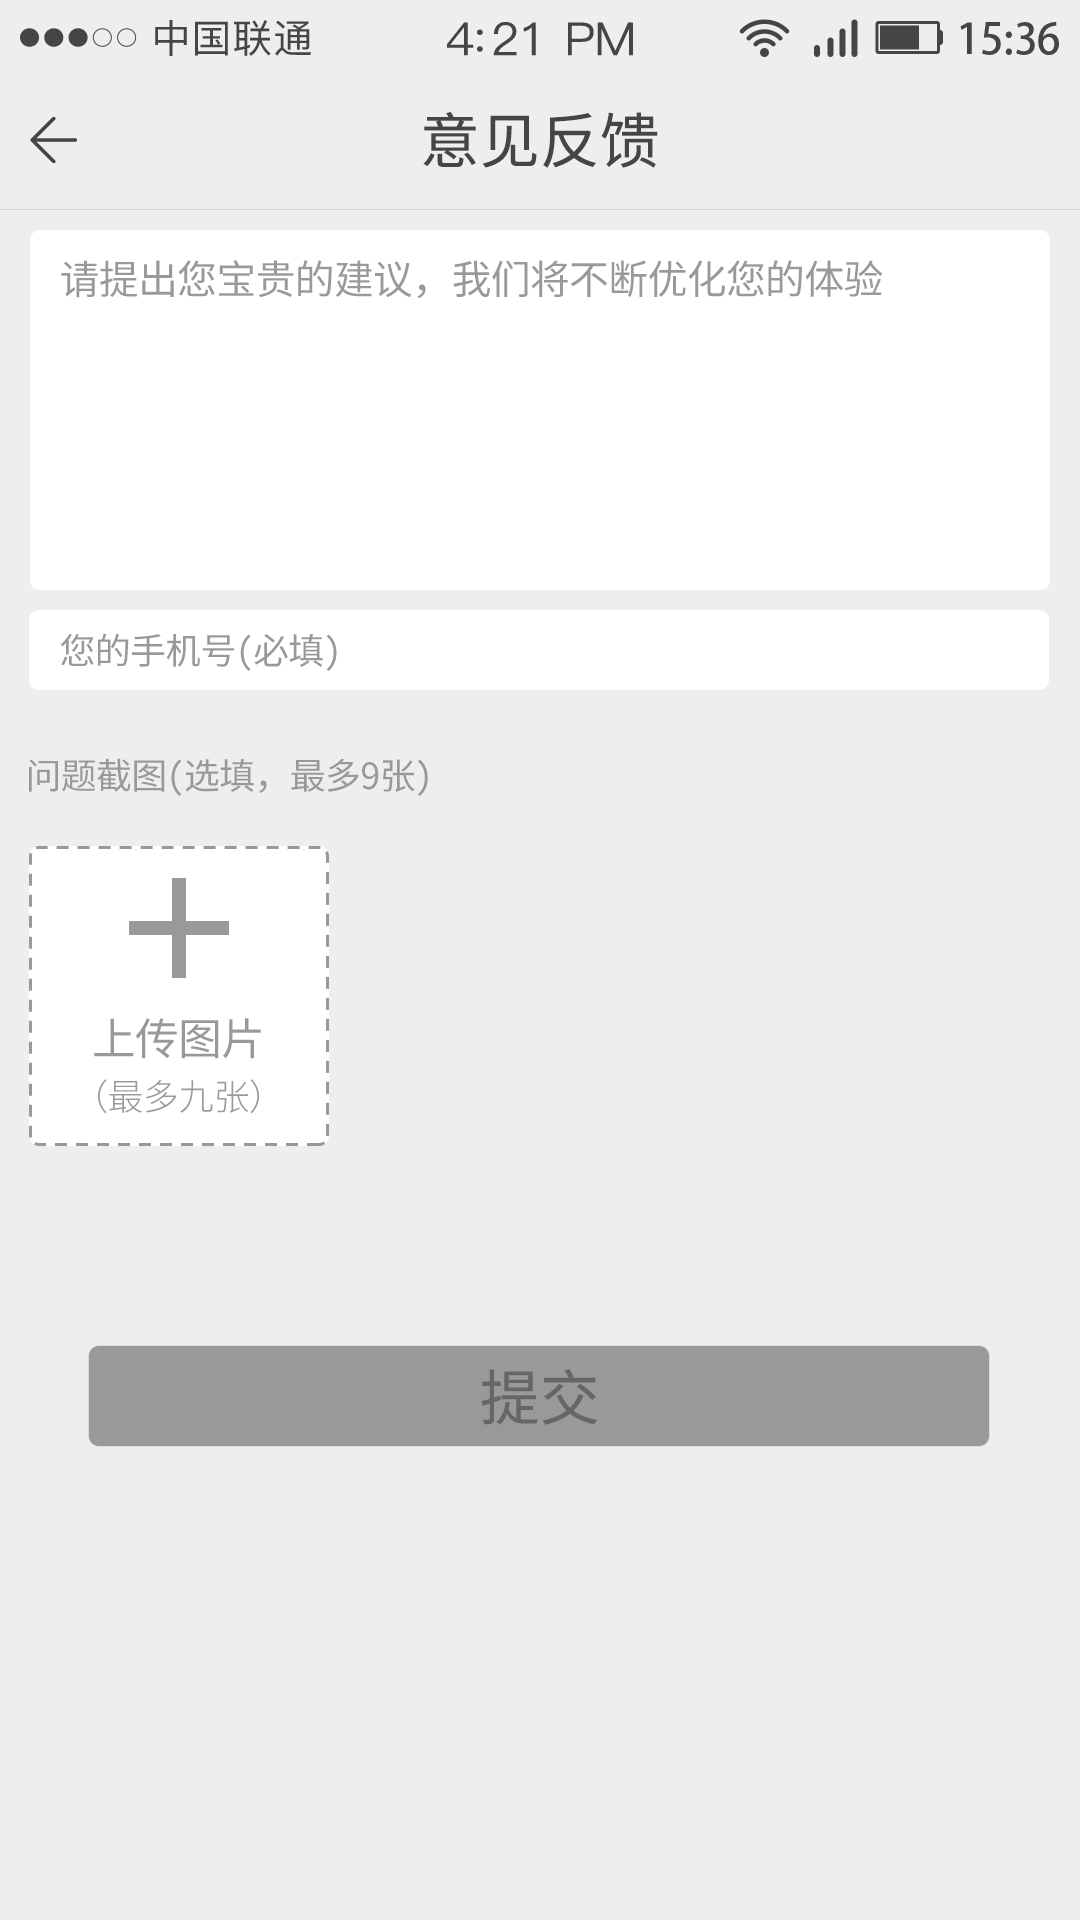 中国联通 4:21 PM 15:36
意见反馈
请提出您宝贵的建议，我们将不断优化您的体验
您的手机号(必填)
问题截图(选填，最多9张)
上传图片
（最多九张）
提交